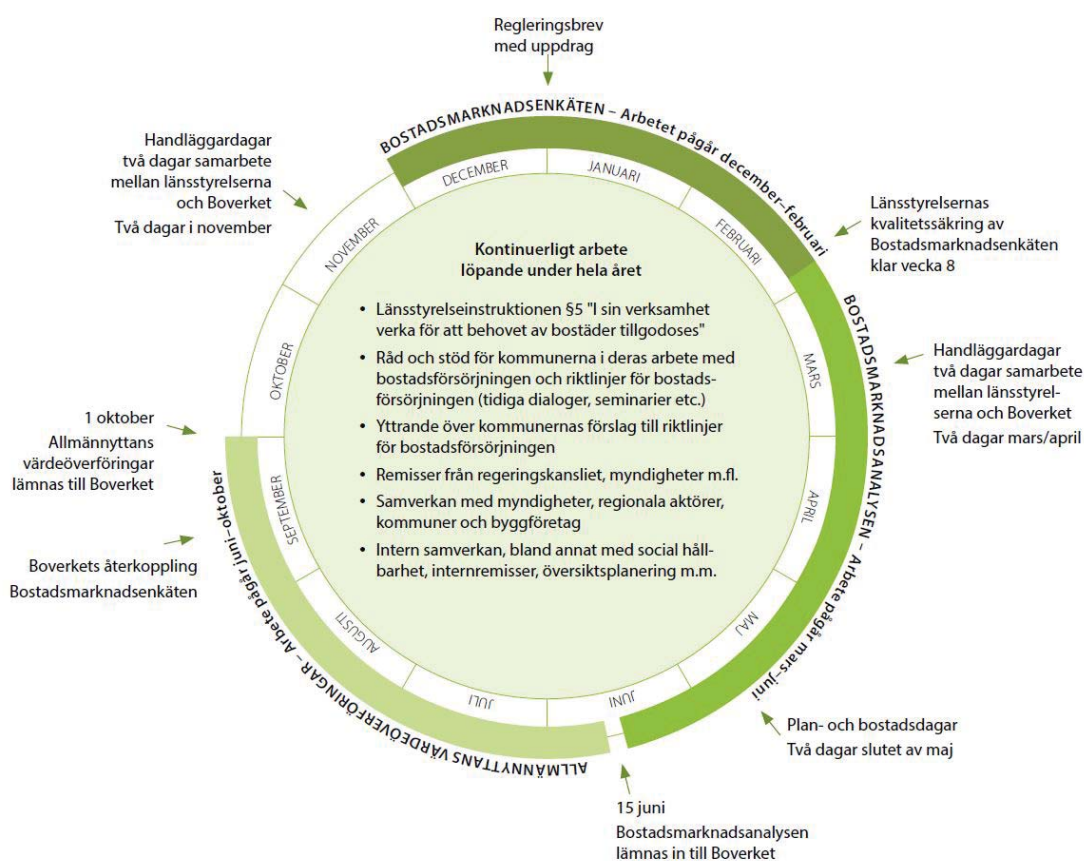 Regleringsbrev
med uppdrag
BOSTADSMARKNADSENKÄTEN – Arbetet pågår december–februari
Handläggardagar
två dagar samarbete
mellan länsstyrelserna
och Boverket
Två dagar i november
Länsstyrelsernas
kvalitetssäkring av
Bostadsmarknadsenkäten
klar vecka 8
BOSTADSMARKNADSANALYSEN – Arbete pågår mars–juni
Handläggardagar
två dagar samarbete
mellan länsstyrel-
serna och Boverket
Två dagar mars/april
Plan- och bostadsdagar
Två dagar slutet av maj
15 juni
Bostadsmarknadsanalysen
lämnas in till Boverket
ALLMÄNNYTTANS VÄRDEÖVERFÖRINGAR – Arbete pågår juni–oktober
Boverkets återkoppling
Bostadsmarknadsenkäten
1 oktober
Allmännyttans
värdeöverföringar
lämnas till Boverket
JANUARI
FEBRUARI
MARS
APRIL
MAJ
JUNI
JULI
AUGUSTI
SEPTEMBER
OKTOBER
NOVEMBER
DECEMBER
Kontinuerligt arbete
löpande under hela året
• Länsstyrelseinstruktionen §5 "I sin verksamhet
verka för att behovet av bostäder tillgodoses"
• Råd och stöd för kommunerna i deras arbete med
bostadsförsörjningen och riktlinjer för bostads-
försörjningen (tidiga dialoger, seminarier etc.)
• Yttrande över kommunernas förslag till riktlinjer
för bostadsförsörjningen
• Remisser från regeringskansliet, myndigheter m.fl.
• Samverkan med myndigheter, regionala aktörer,
kommuner och byggföretag
• Intern samverkan, bland annat med social håll-
barhet, internremisser, översiktsplanering m.m.